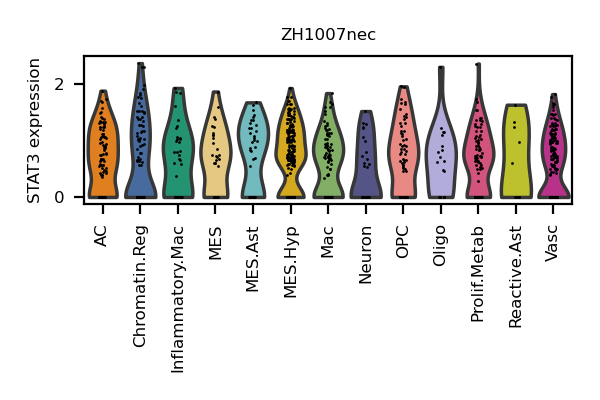 ZH1007nec
STAT3 expression
2
0
AC
Chromatin.Reg
Inflammatory.Mac
MES
MES.Ast
MES.Hyp
Mac
Neuron
OPC
Oligo
Prolif.Metab
Reactive.Ast
Vasc